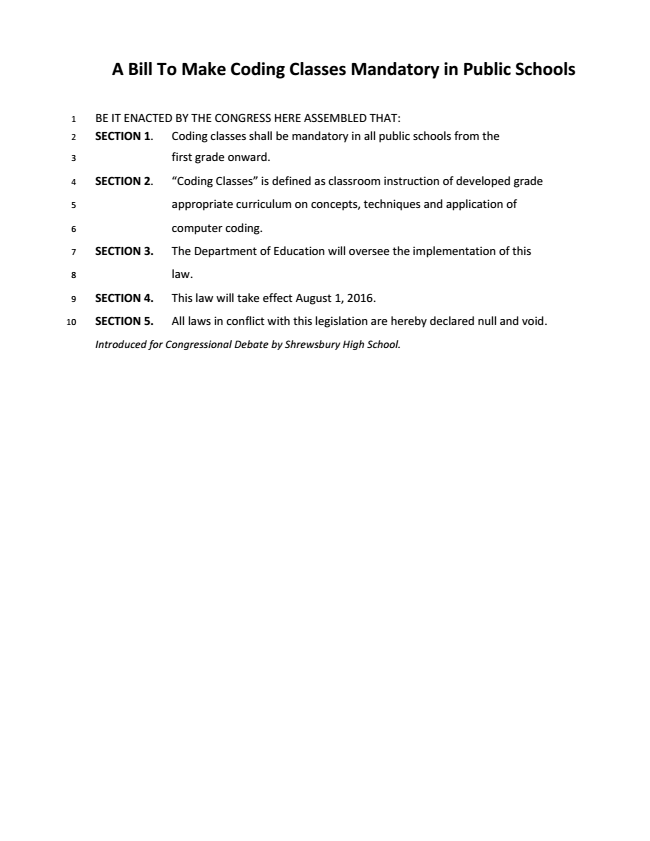 A Bill To Make Coding Classes Mandatory in Public Schools
1 BE IT ENACTED BY THE CONGRESS HERE ASSEMBLED THAT:
2 SECTION 1. Coding classes shall be mandatory in all public schools from the
3 first grade onward.
4 SECTION 2. “Coding Classes” is defined as classroom instruction of developed grade
5 appropriate curriculum on concepts, techniques and application of
6 computer coding.
7 SECTION 3. The Department of Education will oversee the implementation of this
8 law.
9 SECTION 4. This law will take effect August 1, 2016.
10 SECTION 5. All laws in conflict with this legislation are hereby declared null and void.
Introduced for Congressional Debate by Shrewsbury High School.